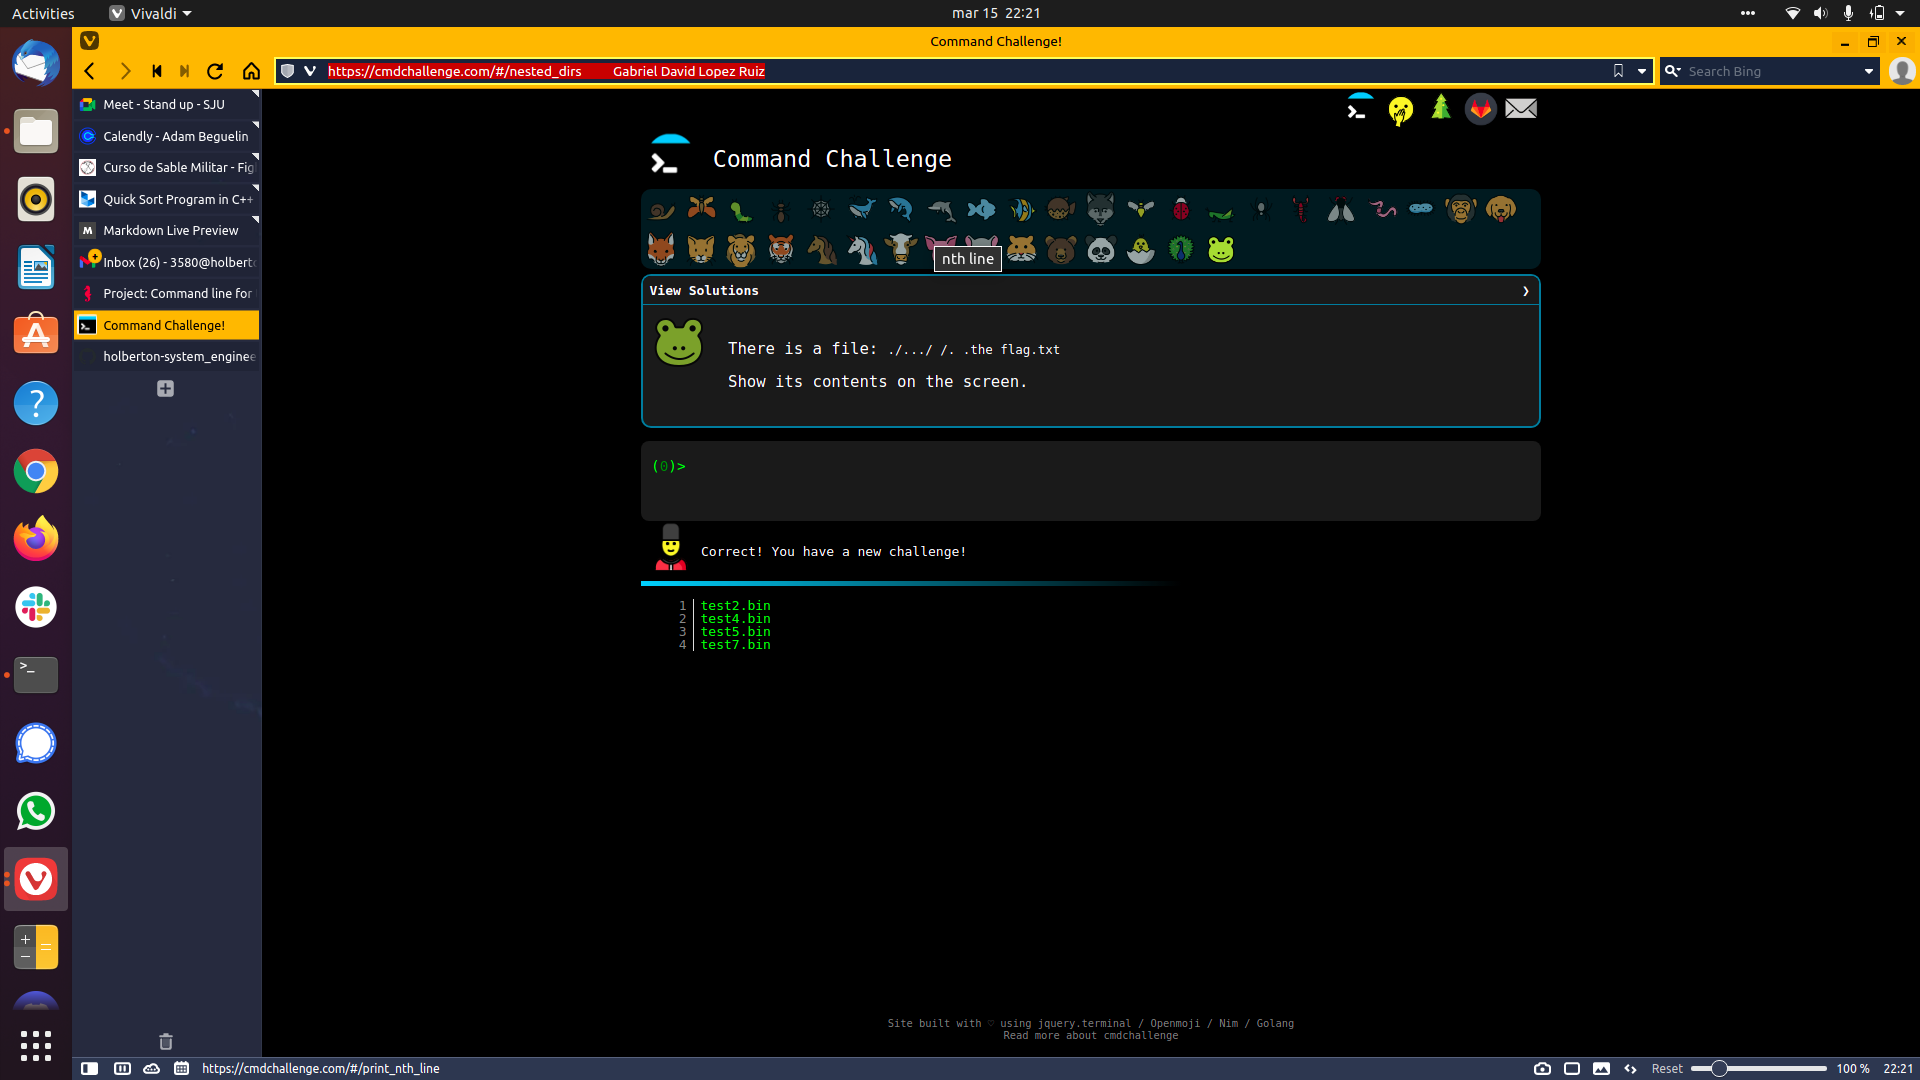 Activities
Vivaldi
mar 15 22:21
Command Challenge!
https://cmdchallenge.com/#/nested_dirs Gabriel David Lopez Ruiz
Search Bing
Meet - Stand up - SJU
Calendly - Adam Beguelin
Curso de Sable Militar - Fig
Quick Sort Program in C++
M Markdown Live Preview
Inbox (26) - 3580@holberto
Project: Command line for
Command Challenge!
holberton-system_enginee
Command Challenge
nth line
View Solutions
There is a file: ./.../ /. .the flag.txt
Show its contents on the screen.
(0)>
Correct! You have a new challenge!
1 test2.bin
2 test4.bin
3 test5.bin
4 test7.bin
Site built with ♡ using jquery.terminal / Openmoji / Nim / Golang
Read more about cmdchallenge
https://cmdchallenge.com/#/print_nth_line
Reset
100 %
22:21